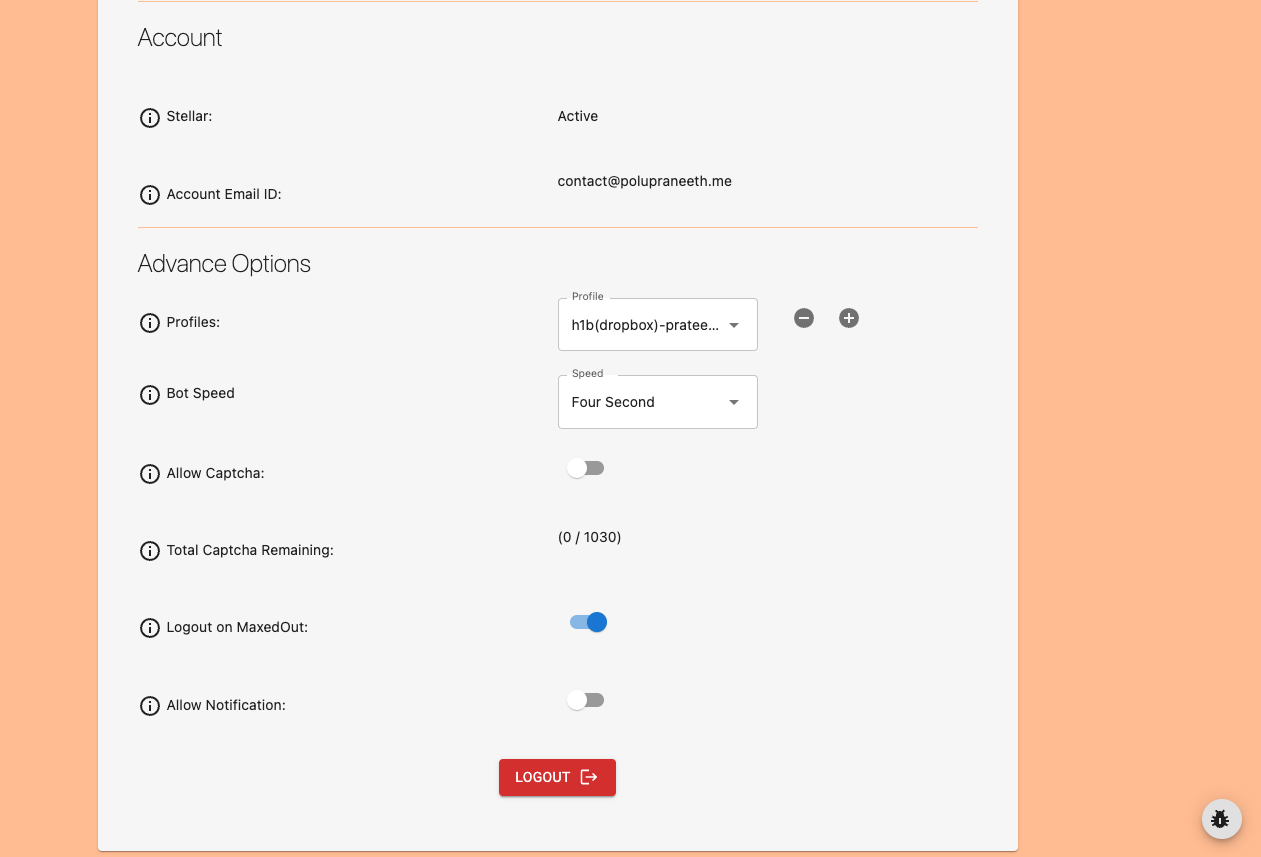 Account
Stellar:
Active
contact@polupraneeth.me
Account Email ID:
Advance Options
Profile
Profiles:
h1b(dropbox)-pratee...
Speed
Bot Speed
Four Second
Allow Captcha:
(0 / 1030)
Total Captcha Remaining:
Logout on MaxedOut:
Allow Notification:
LOGOUT